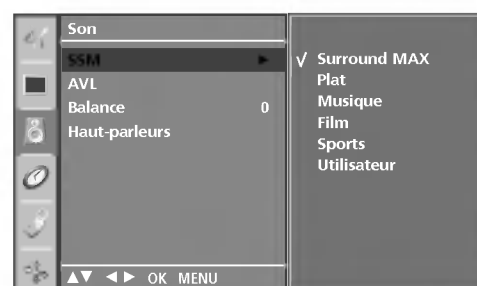 Son
SSM
AVL
Balance 0
Haut-parleurs
▲▼ ◄► OK MENU
√ Surround MAX
Plat
Musique
Film
Sports
Utilisateur